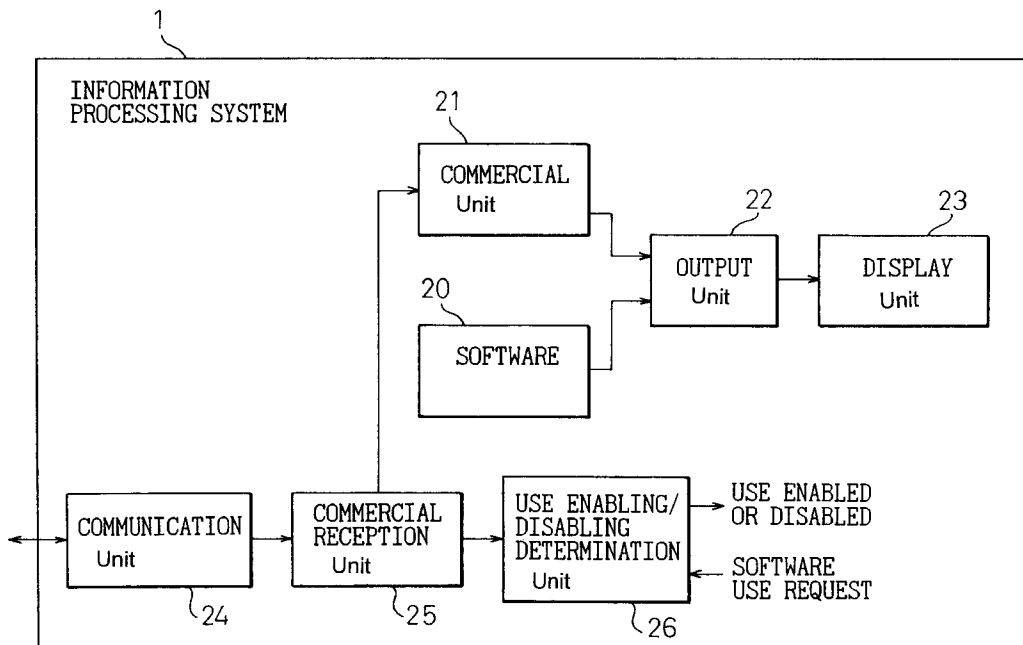 1
INFORMATION
PROCESSING SYSTEM
21
COMMERCIAL
Unit
22
OUTPUT
Unit
23
DISPLAY
Unit
20
SOFTWARE
COMMUNICATION
Unit
24
COMMERCIAL
RECEPTION
Unit
25
USE ENABLING/
DISABLING
DETERMINATION
Unit
26
USE ENABLED
OR DISABLED
SOFTWARE
USE REQUEST